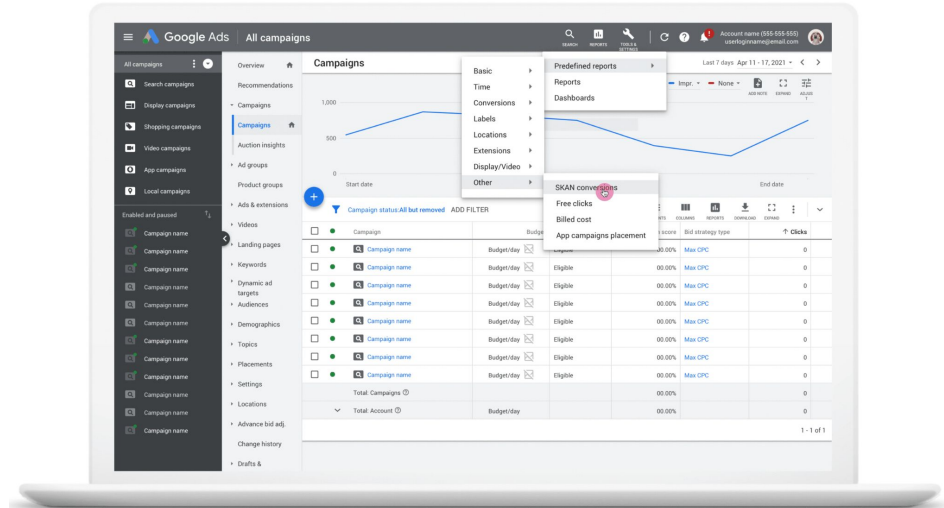 Google Ads
All campaigns
SEARCH
REPORTS
TOOLS & SETTINGS
Account name (555-555-555)
userloginname@email.com
All campaigns
Search campaigns
Display campaigns
Shopping campaigns
Video campaigns
App campaigns
Local campaigns
Enabled and paused
Campaign name
Campaign name
Campaign name
Campaign name
Campaign name
Campaign name
Campaign name
Campaign name
Campaign name
Campaign name
Campaign name
Campaign name
Overview
Recommendations
Campaigns
Campaigns
Auction insights
Ad groups
Product groups
Ads & extensions
Videos
Landing pages
Keywords
Dynamic ad
targets
Audiences
Demographics
Topics
Placements
Settings
Locations
Advance bid adj.
Change history
Drafts &
Campaigns
Last 7 days Apr 11 - 17, 2021
Impr. None
ADD NOTE EXPAND ADJUST
1,000
500
0
Start date
End date
Basic
Time
Conversions
Labels
Locations
Extensions
Display/Video
Other
Predefined reports
Reports
Dashboards
SKAN conversions
Free clicks
Billed cost
App campaigns placement
Campaign status: All but removed ADD FILTER
COLUMNS REPORTS DOWNLOAD EXPAND
Campaign Budge score Bid strategy type Clicks
Campaign name Budget/day Eligible 00.00% Max CPC 0
Campaign name Budget/day Eligible 00.00% Max CPC 0
Campaign name Budget/day Eligible 00.00% Max CPC 0
Campaign name Budget/day Eligible 00.00% Max CPC 0
Campaign name Budget/day Eligible 00.00% Max CPC 0
Campaign name Budget/day Eligible 00.00% Max CPC 0
Campaign name Budget/day Eligible 00.00% Max CPC 0
Campaign name Budget/day Eligible 00.00% Max CPC 0
Total: Campaigns 00.00% 0
Total: Account Budget/day 00.00% 0
1 - 1 of 1